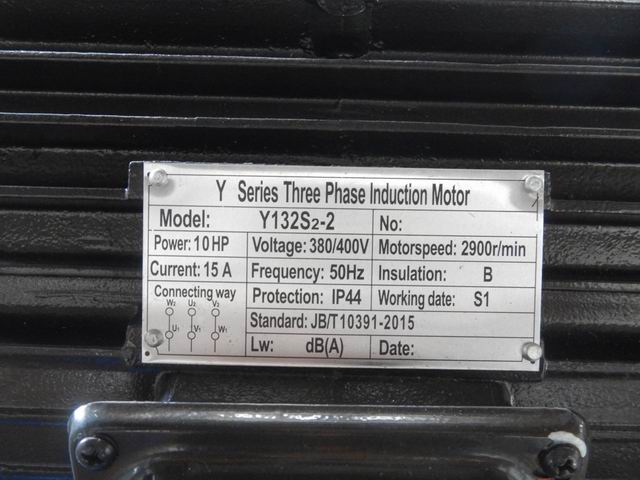 Y Series Three Phase Induction Motor
Model: Y132S2-2 No:
Power: 10 HP Voltage: 380/400V Motorspeed: 2900r/min
Current: 15 A Frequency: 50Hz Insulation: B
Connecting way Protection: IP44 Working date: S1
W2 U2 V2
U1 V1 W1
Standard: JB/T10391-2015
Lw: dB(A) Date: